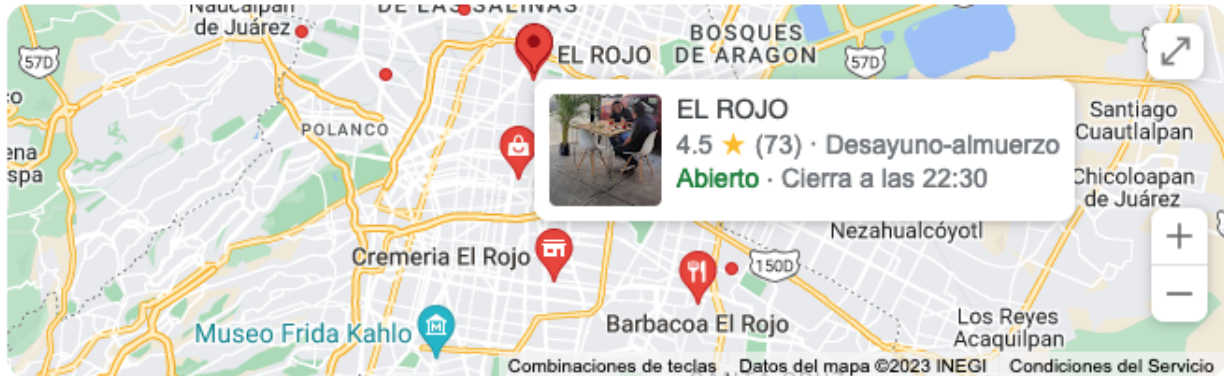 Naucalpan
de Juárez
DE LAS SALINAS
BOSQUES
DE ARAGON
57D
EL ROJO
57D
EL ROJO
4.5 ★ (73) · Desayuno-almuerzo
Abierto · Cierra a las 22:30
Santiago
Cuautlalpan
POLANCO
Chicoloapan
de Juárez
Nezahualcóyotl
Cremeria El Rojo
150D
Barbacoa El Rojo
Museo Frida Kahlo
M
Los Reyes
Acaquilpan
Combinaciones de teclas
Datos del mapa ©2023 INEGI
Condiciones del Servicio